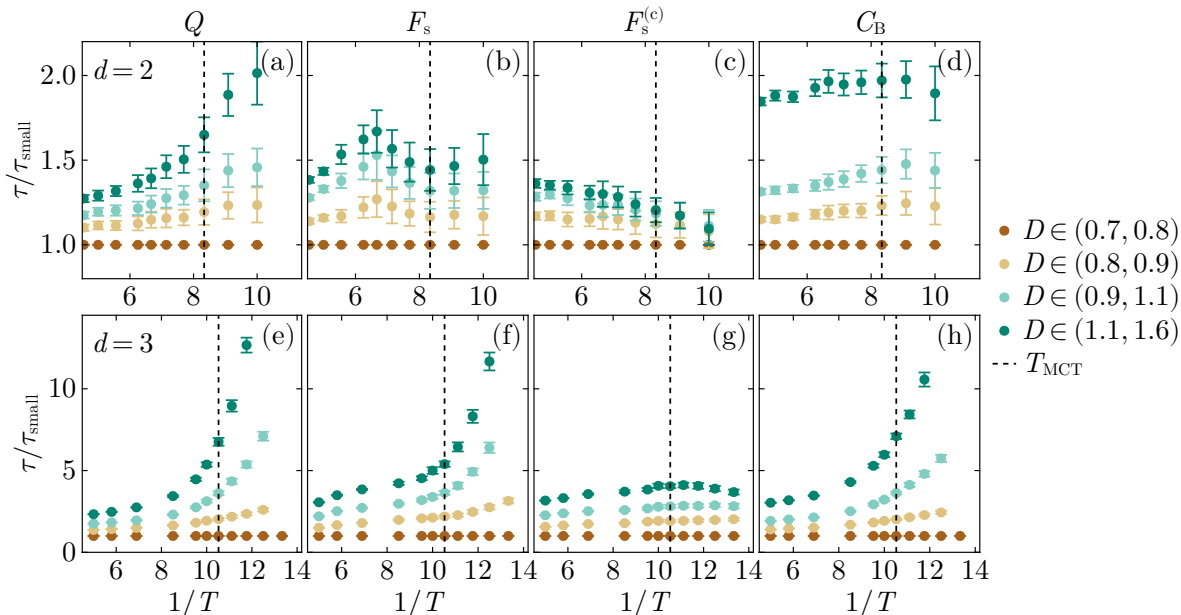 Q F_s F_s^(c) C_B
d = 2 (a) (b) (c) (d)
τ/τ_small
2.0
1.5
1.0
6 8 10 6 8 10 6 8 10 6 8 10
D ∈ (0.7, 0.8)
D ∈ (0.8, 0.9)
D ∈ (0.9, 1.1)
D ∈ (1.1, 1.6)
T_MCT
d = 3 (e) (f) (g) (h)
τ/τ_small
10
5
0
6 8 10 12 14 6 8 10 12 14 6 8 10 12 14 6 8 10 12 14
1/T 1/T 1/T 1/T